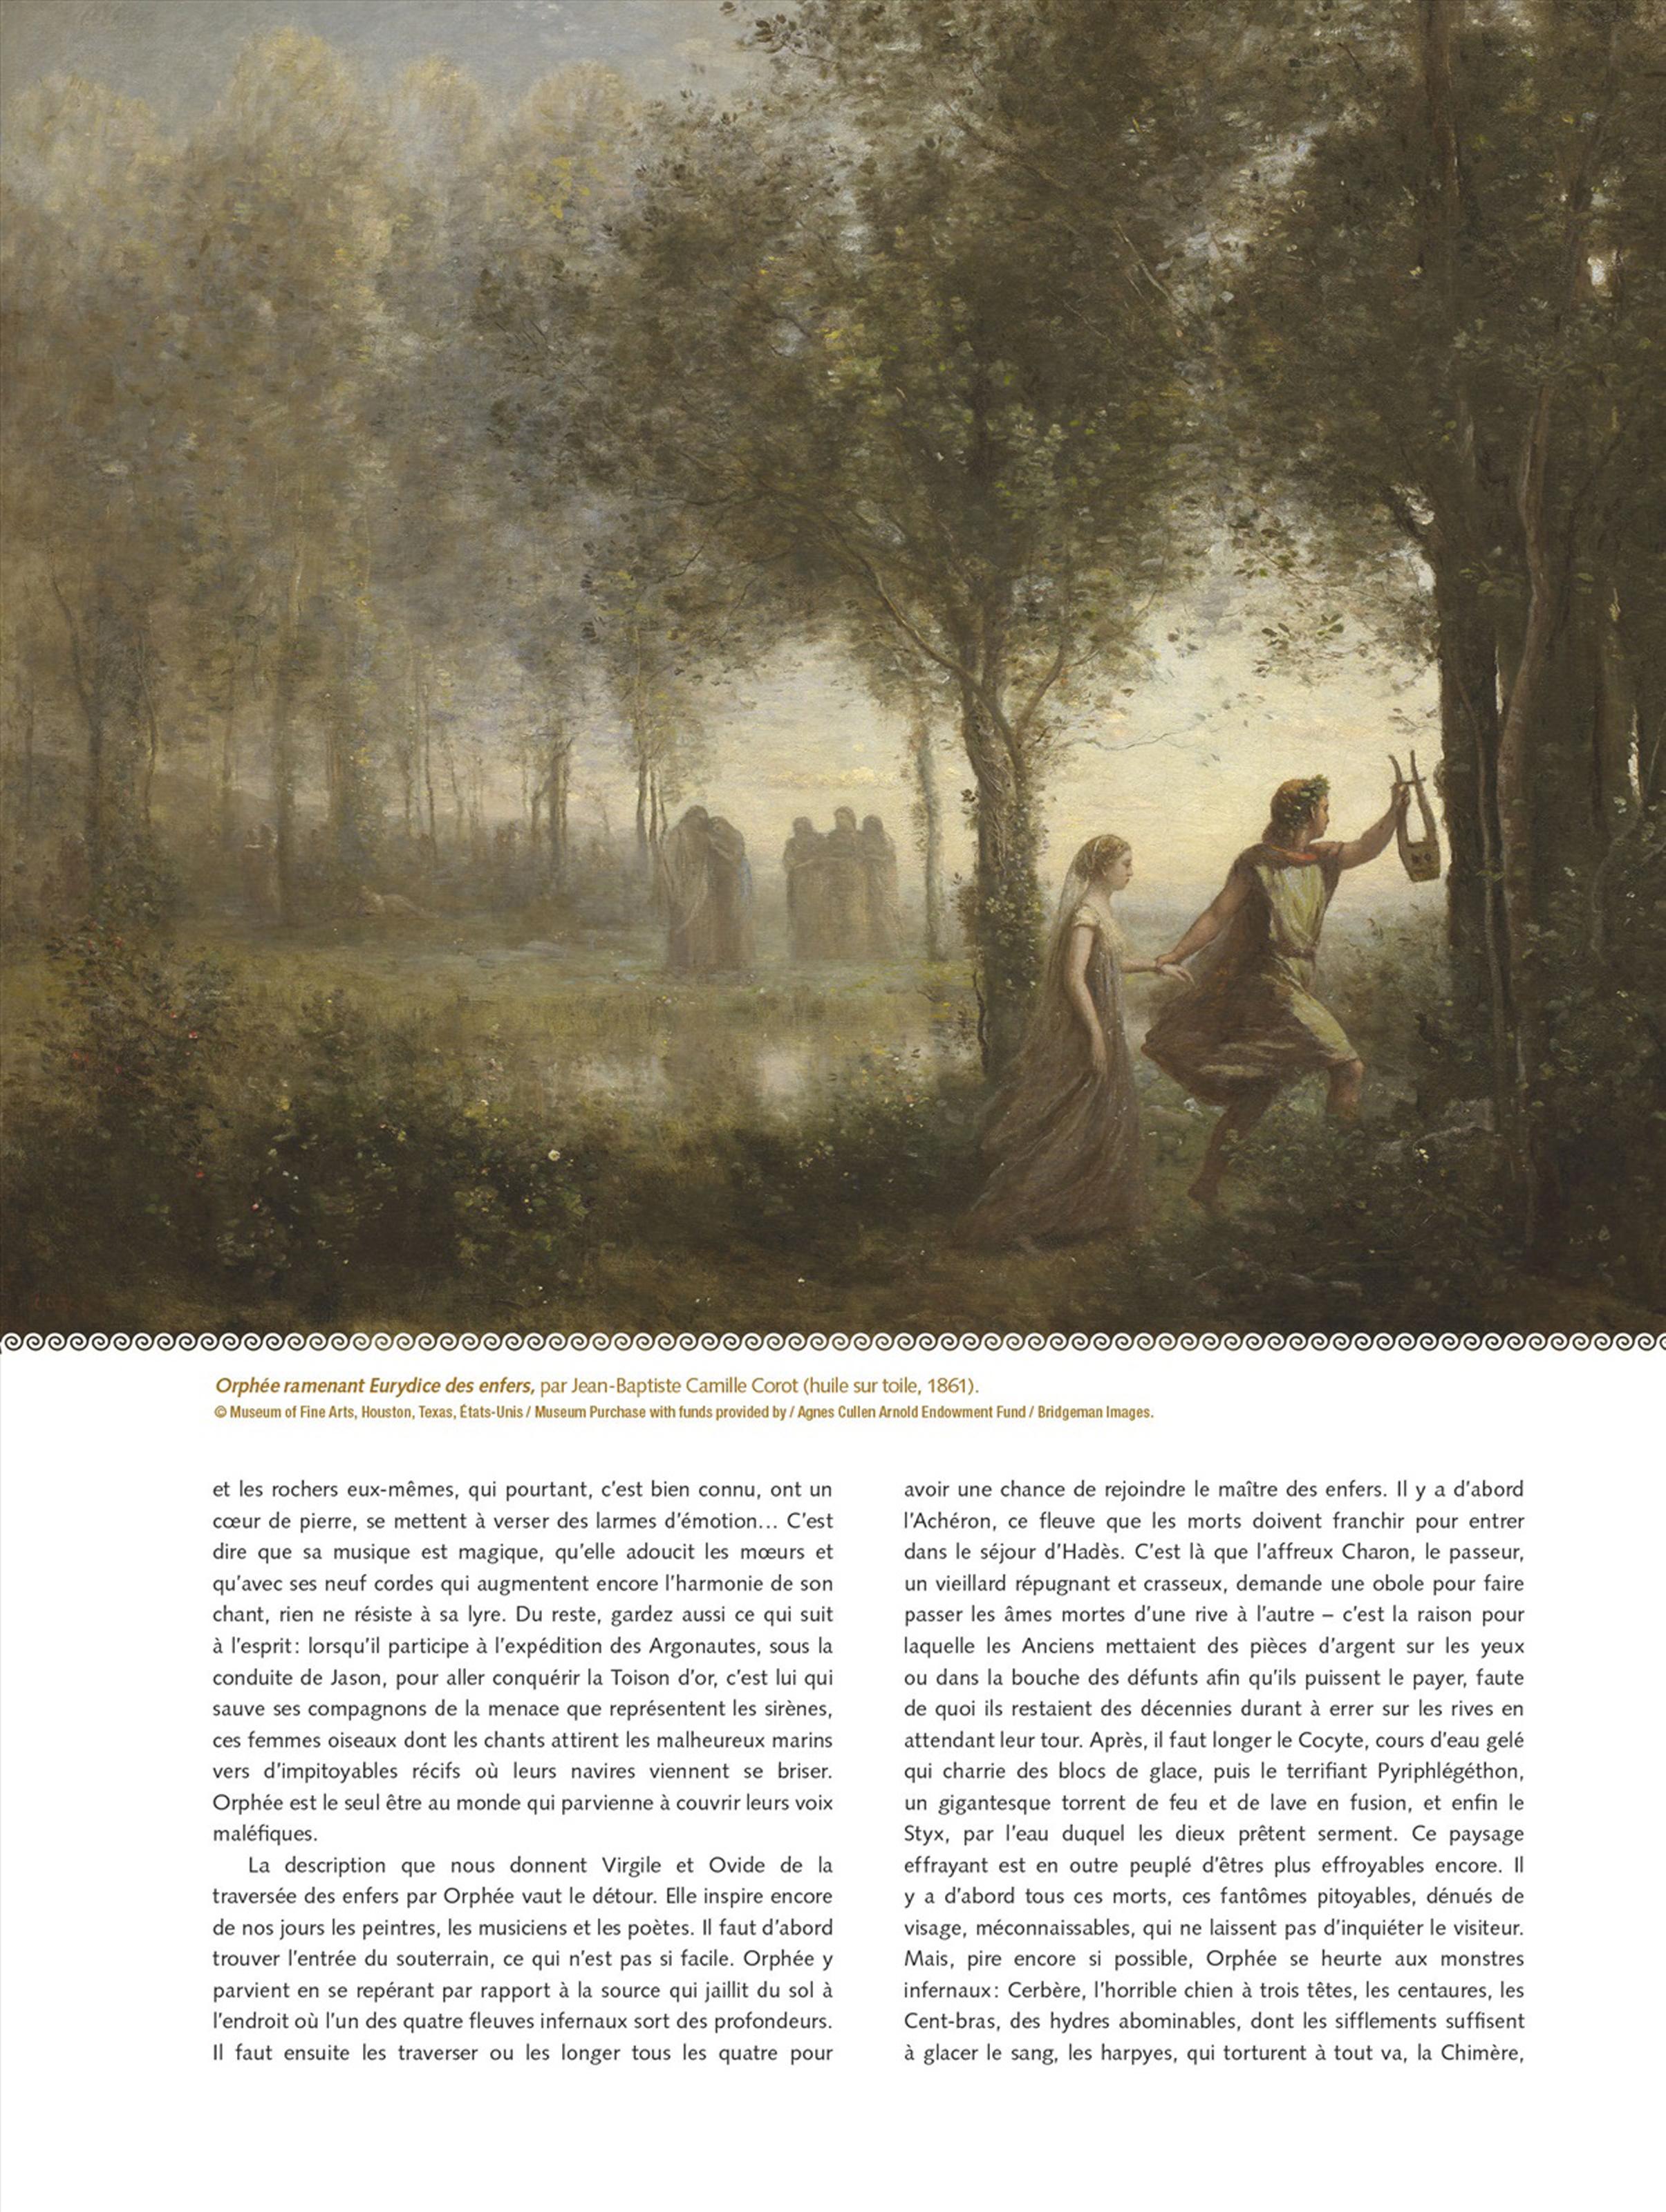 Orphée ramenant Eurydice des enfers, par Jean-Baptiste Camille Corot (huile sur toile, 1861).
© Museum of Fine Arts, Houston, Texas, États-Unis / Museum Purchase with funds provided by / Agnes Cullen Arnold Endowment Fund / Bridgeman Images.
et les rochers eux-mêmes, qui pourtant, c’est bien connu, ont un
cœur de pierre, se mettent à verser des larmes d’émotion… C’est
dire que sa musique est magique, qu’elle adoucit les mœurs et
qu’avec ses neuf cordes qui augmentent encore l’harmonie de son
chant, rien ne résiste à sa lyre. Du reste, gardez aussi ce qui suit
à l’esprit: lorsqu’il participe à l’expédition des Argonautes, sous la
conduite de Jason, pour aller conquérir la Toison d’or, c’est lui qui
sauve ses compagnons de la menace que représentent les sirènes,
ces femmes oiseaux dont les chants attirent les malheureux marins
vers d’impitoyables récifs où leurs navires viennent se briser.
Orphée est le seul être au monde qui parvienne à couvrir leurs voix
maléfiques.
La description que nous donnent Virgile et Ovide de la
traversée des enfers par Orphée vaut le détour. Elle inspire encore
de nos jours les peintres, les musiciens et les poètes. Il faut d’abord
trouver l’entrée du souterrain, ce qui n’est pas si facile. Orphée y
parvient en se repérant par rapport à la source qui jaillit du sol à
l’endroit où l’un des quatre fleuves infernaux sort des profondeurs.
Il faut ensuite les traverser ou les longer tous les quatre pour
avoir une chance de rejoindre le maître des enfers. Il y a d’abord
l’Achéron, ce fleuve que les morts doivent franchir pour entrer
dans le séjour d’Hadès. C’est là que l’affreux Charon, le passeur,
un vieillard répugnant et crasseux, demande une obole pour faire
passer les âmes mortes d’une rive à l’autre – c’est la raison pour
laquelle les Anciens mettaient des pièces d’argent sur les yeux
ou dans la bouche des défunts afin qu’ils puissent le payer, faute
de quoi ils restaient des décennies durant à errer sur les rives en
attendant leur tour. Après, il faut longer le Cocyte, cours d’eau gelé
qui charrie des blocs de glace, puis le terrifiant Pyriphlégéthon,
un gigantesque torrent de feu et de lave en fusion, et enfin le
Styx, par l’eau duquel les dieux prêtent serment. Ce paysage
effrayant est en outre peuplé d’êtres plus effroyables encore. Il
y a d’abord tous ces morts, ces fantômes pitoyables, dénués de
visage, méconnaissables, qui ne laissent pas d’inquiéter le visiteur.
Mais, pire encore si possible, Orphée se heurte aux monstres
infernaux: Cerbère, l’horrible chien à trois têtes, les centaures, les
Cent-bras, des hydres abominables, dont les sifflements suffisent
à glacer le sang, les harpyes, qui torturent à tout va, la Chimère,